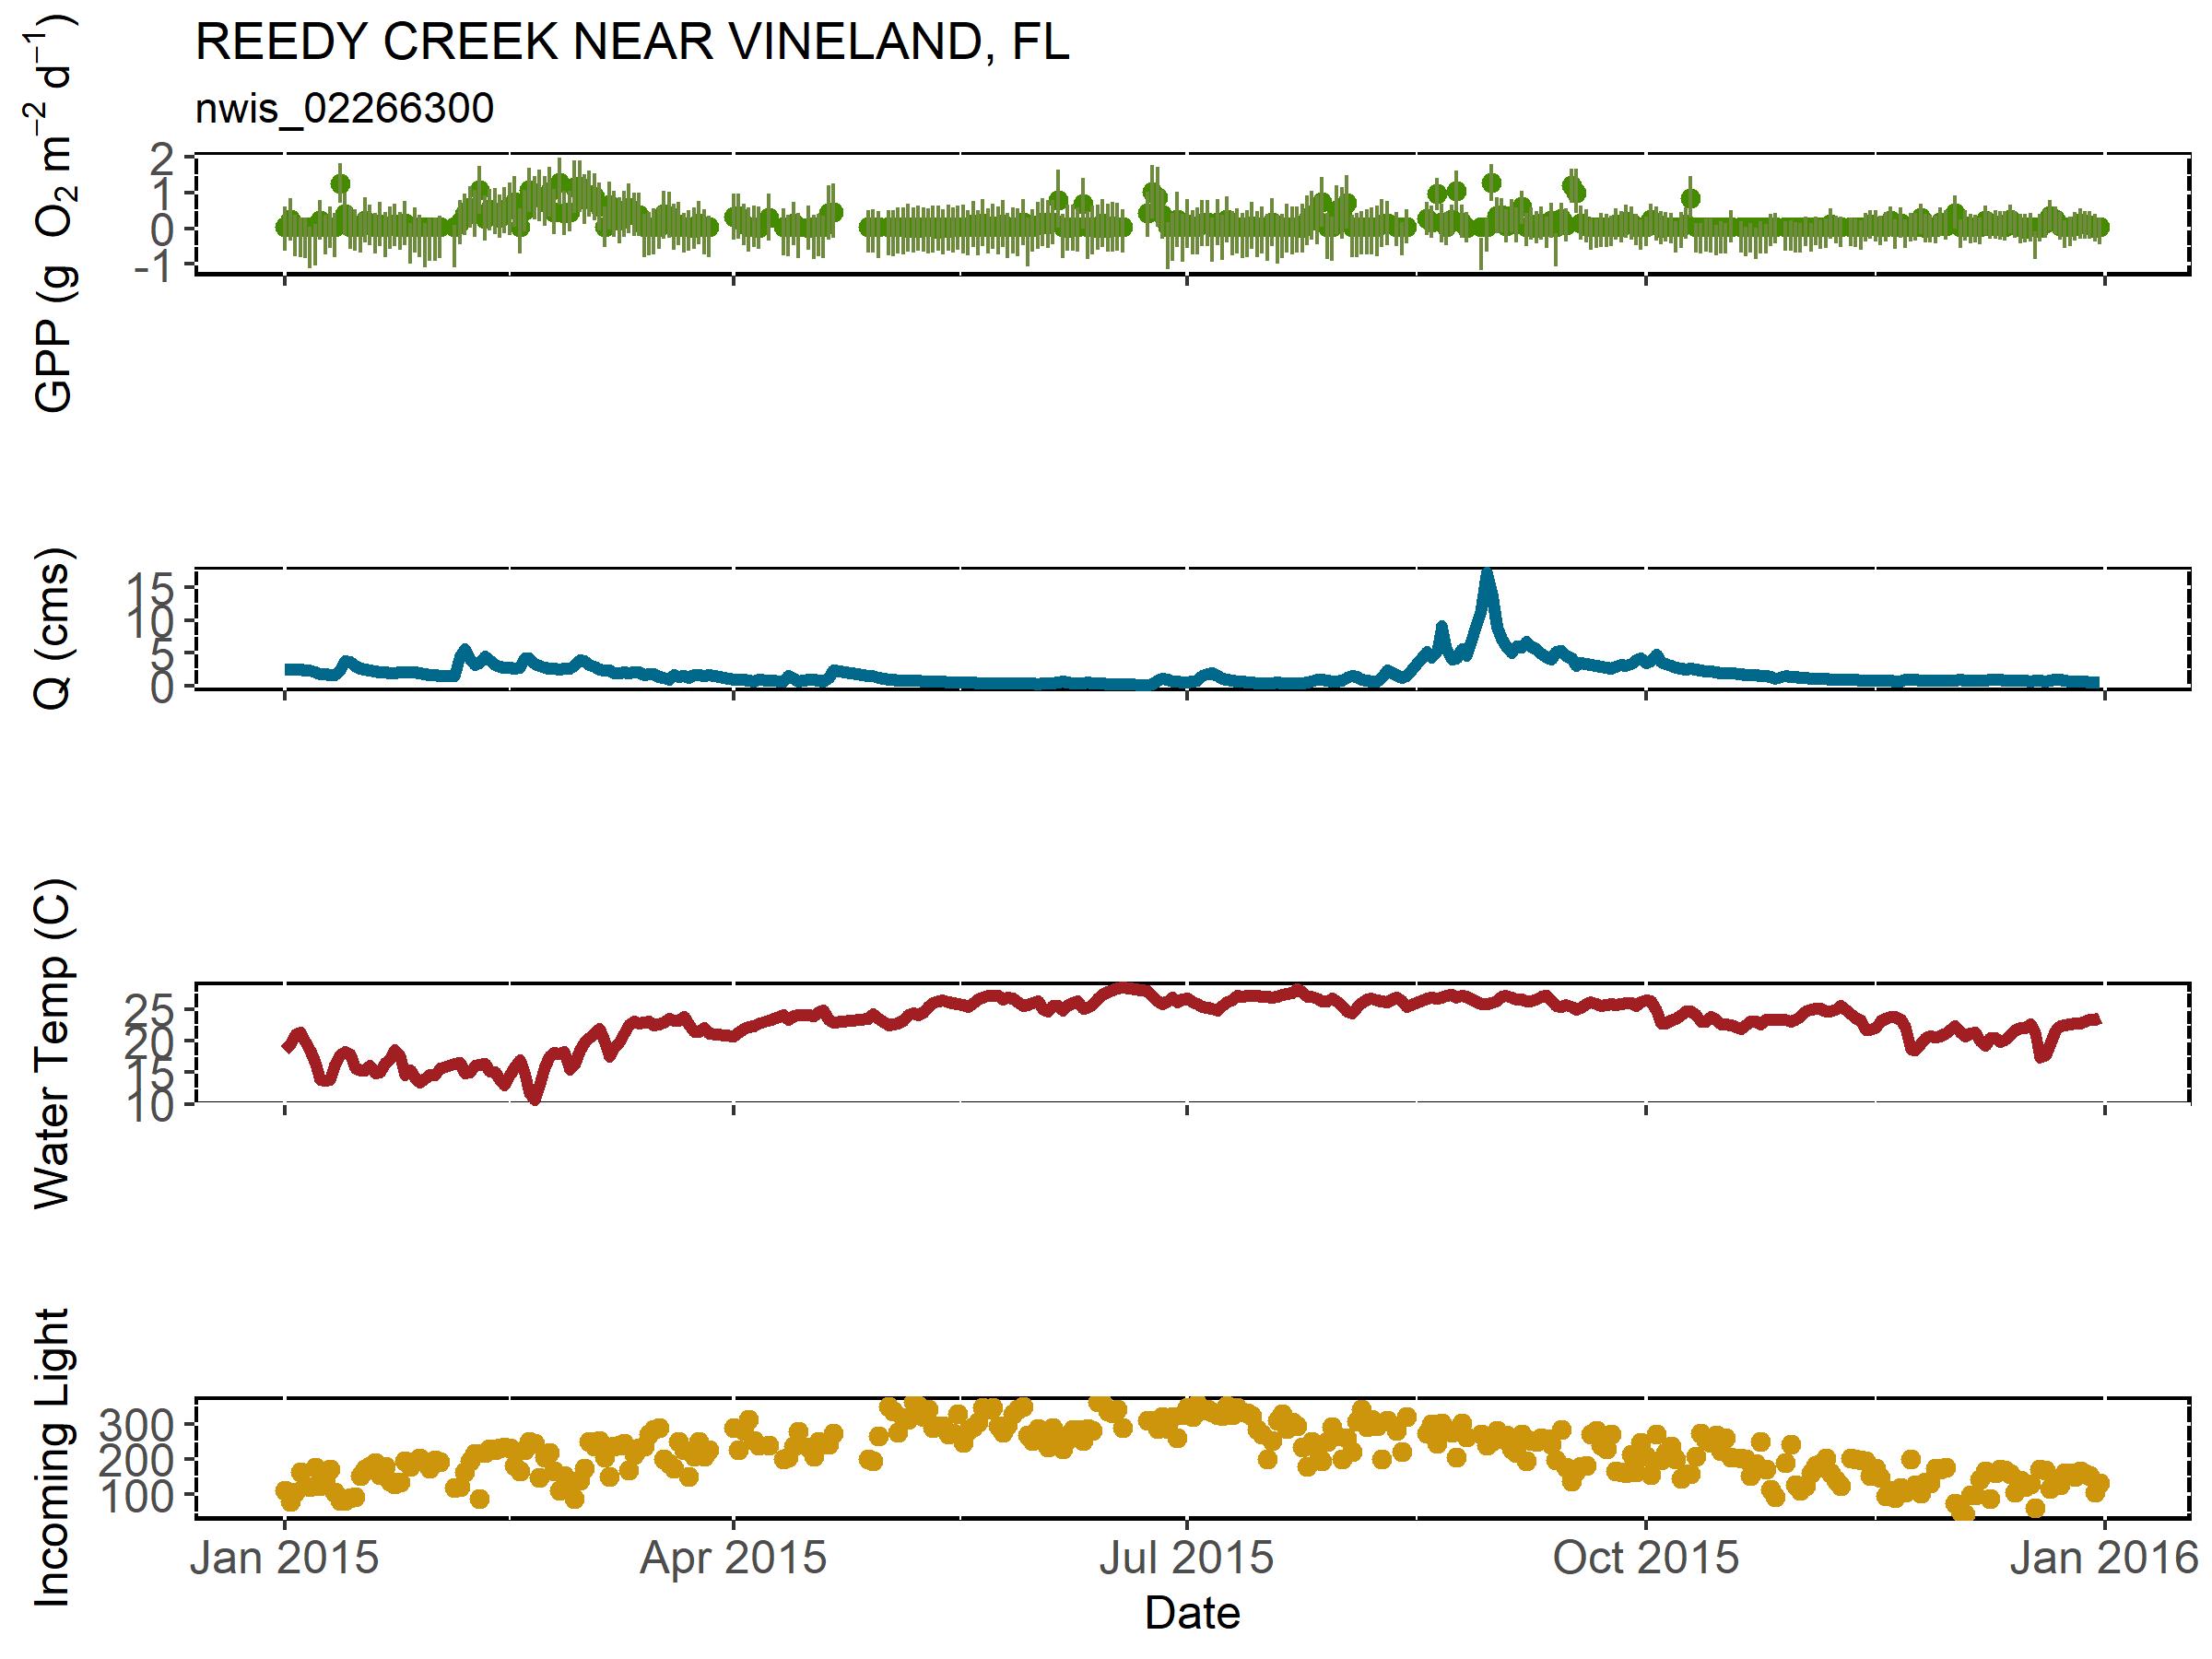 REEDY CREEK NEAR VINELAND, FL
nwis_02266300
GPP (g O₂ m⁻² d⁻¹)
2
1
0
-1
Q (cms)
15
10
5
0
Water Temp (C)
25
20
15
10
Incoming Light
300
200
100
Jan 2015 Apr 2015 Jul 2015 Oct 2015 Jan 2016
Date